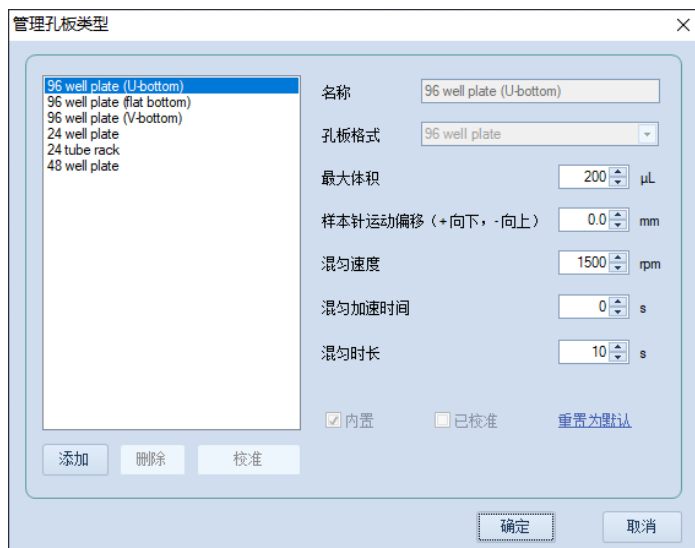 管理孔板类型
96 well plate (U-bottom)
96 well plate (flat bottom)
96 well plate (V-bottom)
24 well plate
24 tube rack
48 well plate
添加
删除
校准
名称
96 well plate (U-bottom)
孔板格式
96 well plate
最大体积
200
µL
样本针运动偏移（+向下，-向上）
0.0
mm
混匀速度
1500
rpm
混匀加速时间
0
s
混匀时长
10
s
内置
已校准
重置为默认
确定
取消